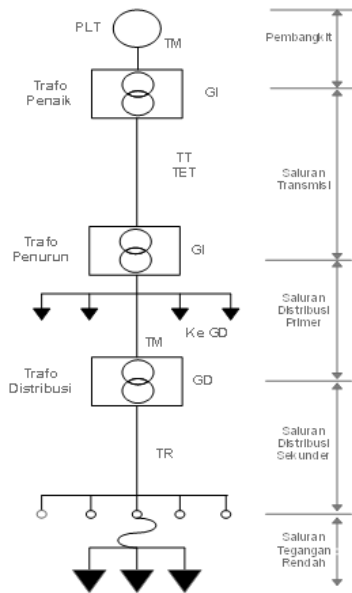 PLT
TM
Pembangkit
Trafo
Penaik
GI
TT
TET
Saluran
Transmisi
Trafo
Penurun
GI
Ke GD
TM
Saluran
Distribusi
Primer
Trafo
Distribusi
GD
TR
Saluran
Distribusi
Sekunder
Saluran
Tegangan
Rendah